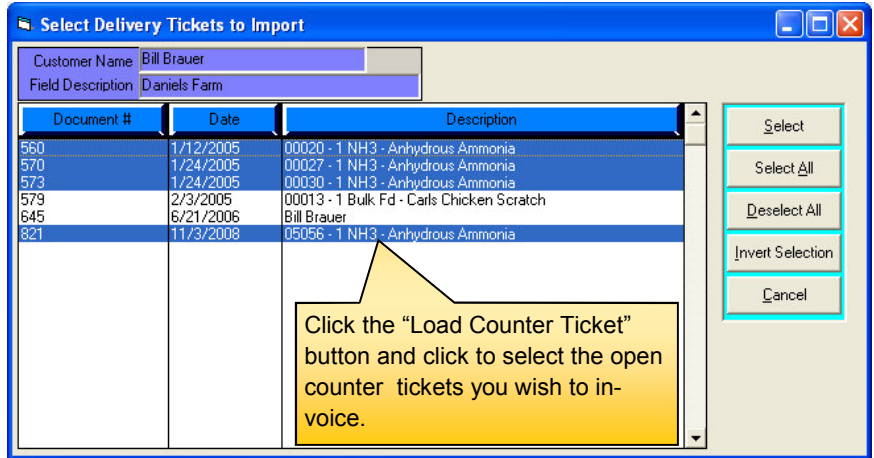 Select Delivery Tickets to Import
Customer Name Bill Brauer
Field Description Daniels Farm
Document # Date Description
560 1/12/2005 00020 - 1 NH3 - Anhydrous Ammonia
570 1/24/2005 00027 - 1 NH3 - Anhydrous Ammonia
573 1/24/2005 00030 - 1 NH3 - Anhydrous Ammonia
579 2/3/2005 00013 - 1 Bulk Fd - Carls Chicken Scratch
645 6/21/2006 Bill Brauer
821 11/3/2008 05056 - 1 NH3 - Anhydrous Ammonia
Select
Select All
Deselect All
Invert Selection
Cancel
Click the “Load Counter Ticket”
button and click to select the open
counter tickets you wish to in-
voice.